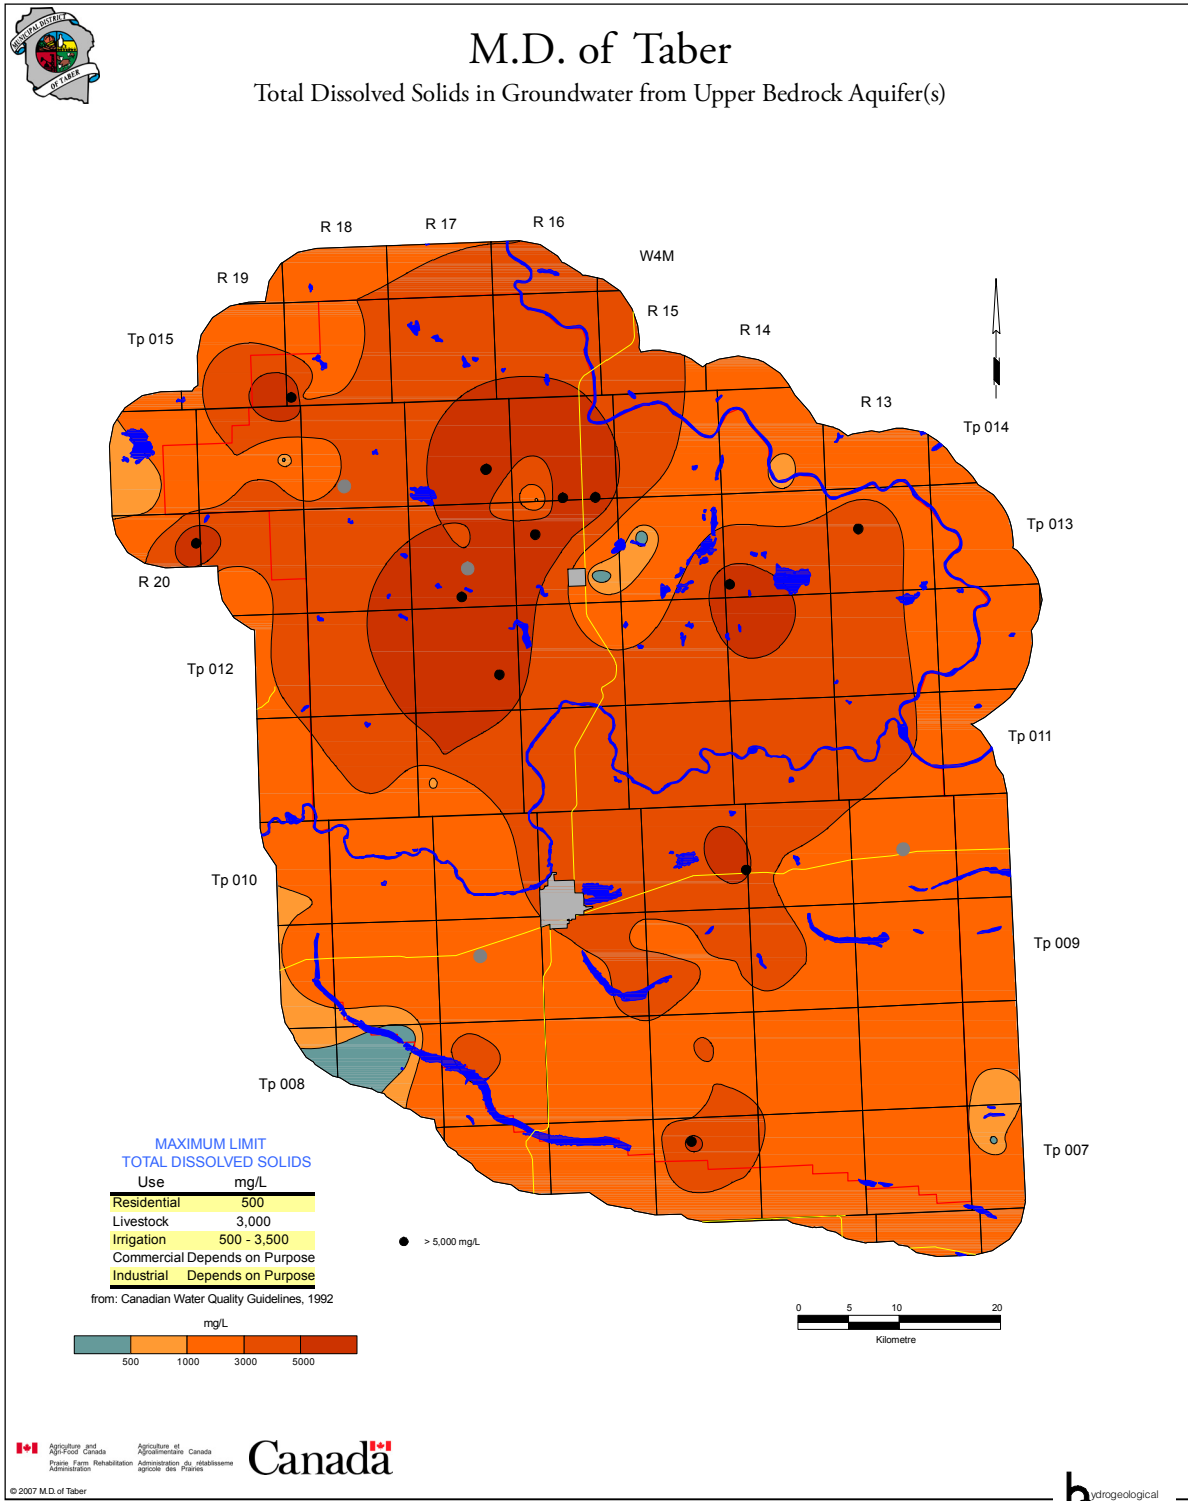 MUNICIPAL DISTRICT
OF TABER
M.D. of Taber
Total Dissolved Solids in Groundwater from Upper Bedrock Aquifer(s)
R 18
R 17
R 16
W4M
R 19
R 15
R 14
Tp 015
R 13
Tp 014
Tp 013
R 20
Tp 012
Tp 011
Tp 010
Tp 009
Tp 008
Tp 007
MAXIMUM LIMIT
TOTAL DISSOLVED SOLIDS
Use mg/L
Residential 500
Livestock 3,000
Irrigation 500 - 3,500
Commercial Depends on Purpose
Industrial Depends on Purpose
from: Canadian Water Quality Guidelines, 1992
> 5,000 mg/L
mg/L
500 1000 3000 5000
0 5 10 20
Kilometre
Agriculture and Agriculture et
Agri-Food Canada Agroalimentaire Canada
Prairie Farm Rehabilitation Administration du rétablisseme
Administration agricole des Prairies
Canada
© 2007 M.D. of Taber
hydrogeological